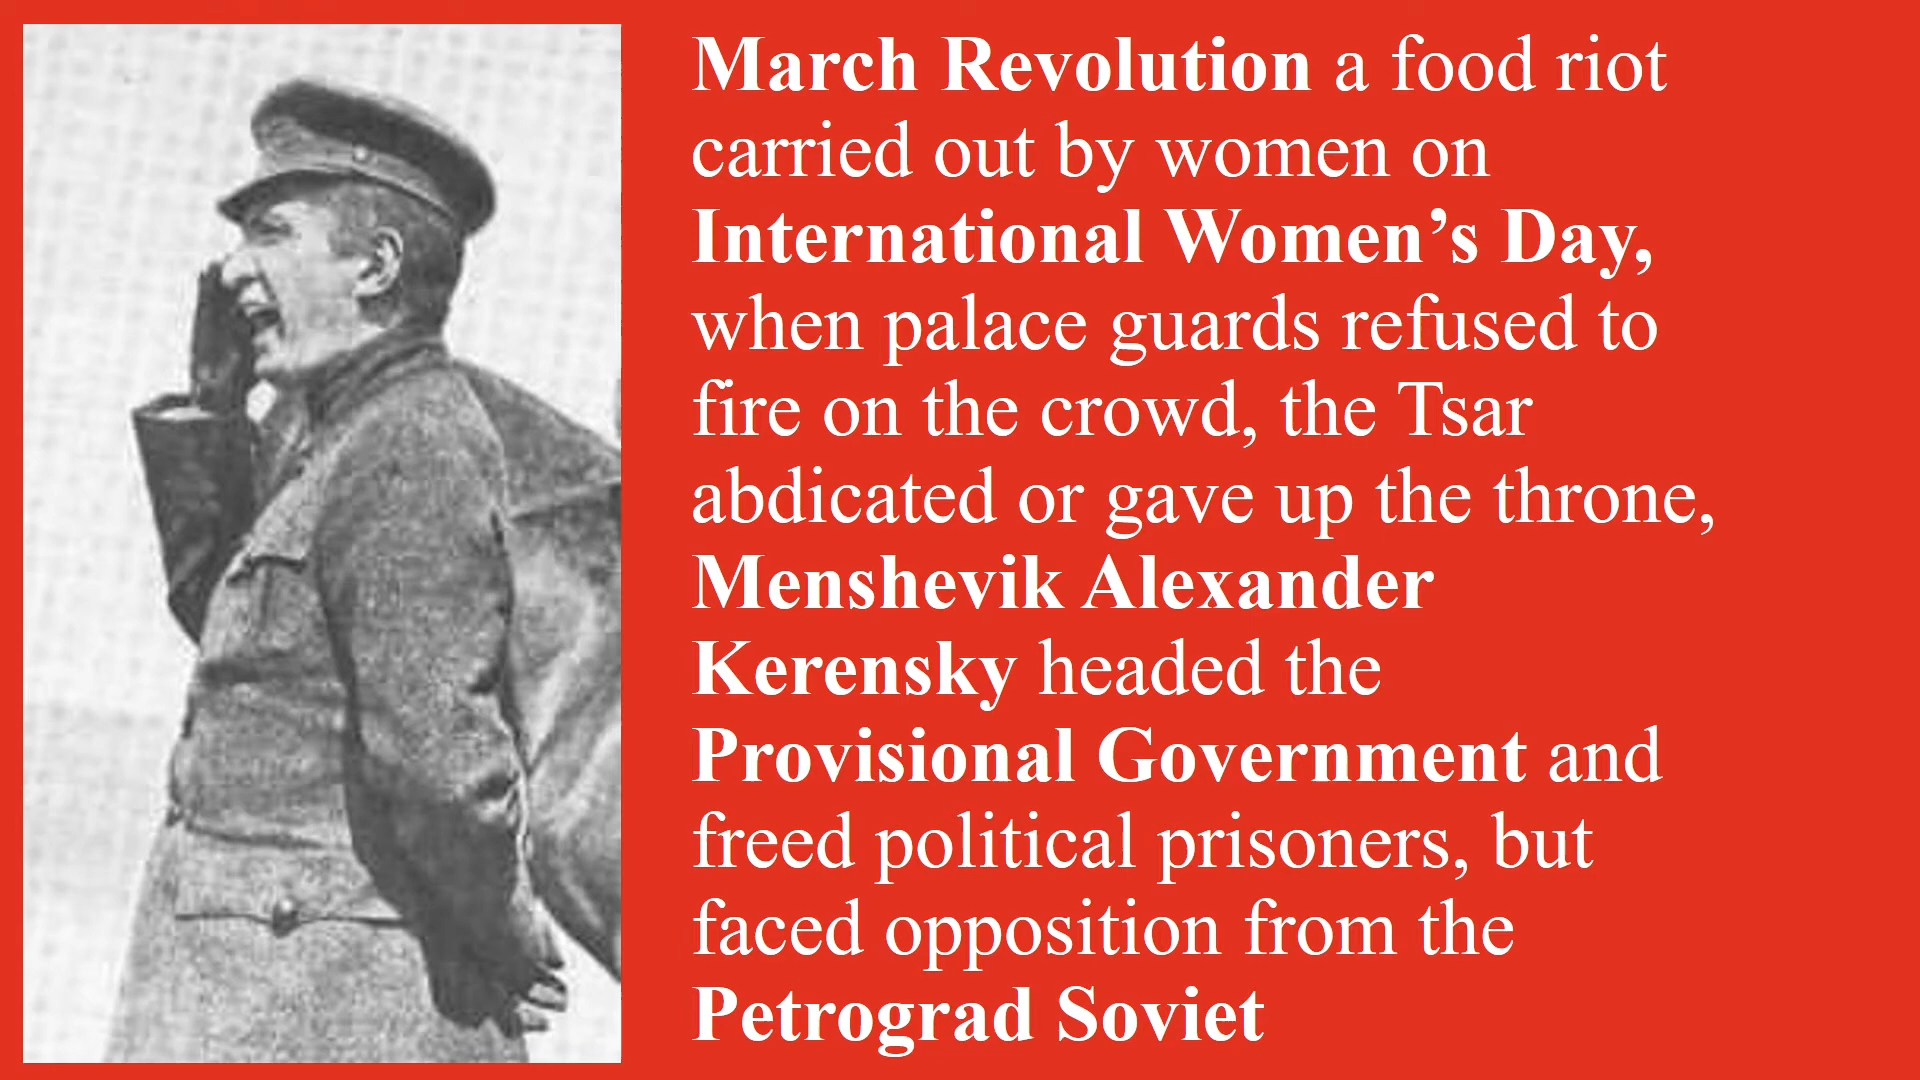 March Revolution a food riot
carried out by women on
International Women’s Day,
when palace guards refused to
fire on the crowd, the Tsar
abdicated or gave up the throne,
Menshevik Alexander
Kerensky headed the
Provisional Government and
freed political prisoners, but
faced opposition from the
Petrograd Soviet